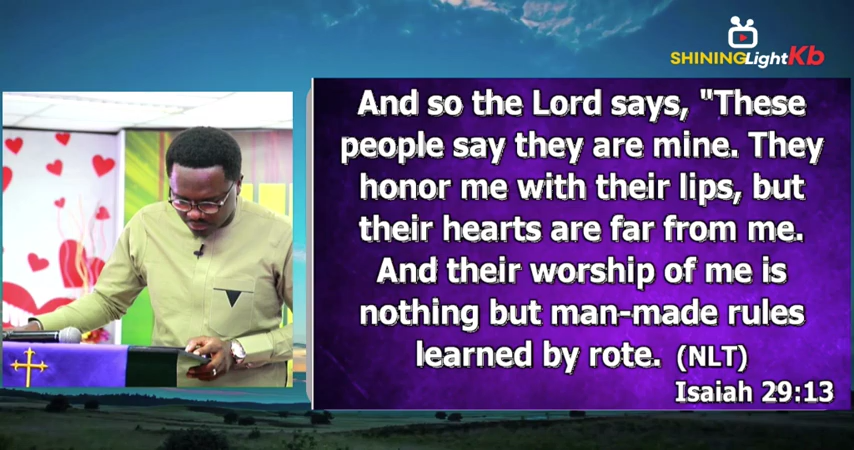 SHININGLightKb
And so the Lord says, "These
people say they are mine. They
honor me with their lips, but
their hearts are far from me.
And their worship of me is
nothing but man-made rules
learned by rote. (NLT)
Isaiah 29:13